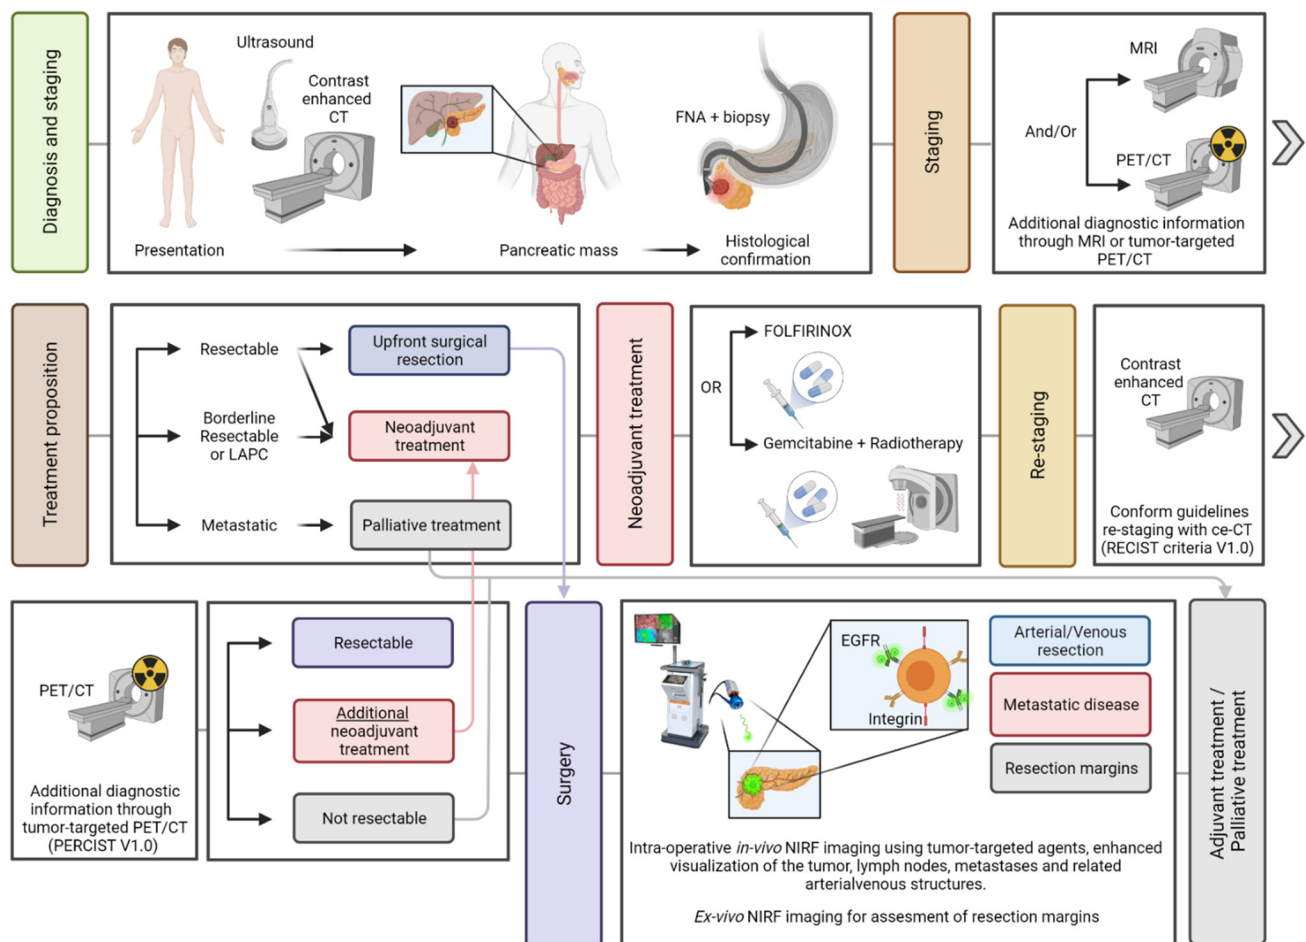 Diagnosis and staging
Ultrasound
Contrast
enhanced
CT
FNA + biopsy
Presentation
Pancreatic mass
Histological
confirmation
Staging
MRI
And/Or
PET/CT
Additional diagnostic information
through MRI or tumor-targeted
PET/CT
Treatment proposition
Resectable
Upfront surgical
resection
Borderline
Resectable
or LAPC
Neoadjuvant
treatment
Metastatic
Palliative treatment
Neoadjuvant treatment
OR
FOLFIRINOX
Gemcitabine + Radiotherapy
Re-staging
Contrast
enhanced
CT
Conform guidelines
re-staging with ce-CT
(RECIST criteria V1.0)
PET/CT
Additional diagnostic
information through
tumor-targeted PET/CT
(PERCIST V1.0)
Resectable
Additional
neoadjuvant
treatment
Not resectable
Surgery
EGFR
Integrin
Arterial/Venous
resection
Metastatic disease
Resection margins
Intra-operative in-vivo NIRF imaging using tumor-targeted agents, enhanced
visualization of the tumor, lymph nodes, metastases and related
arterialvenous structures.
Ex-vivo NIRF imaging for assesment of resection margins
Adjuvant treatment /
Palliative treatment